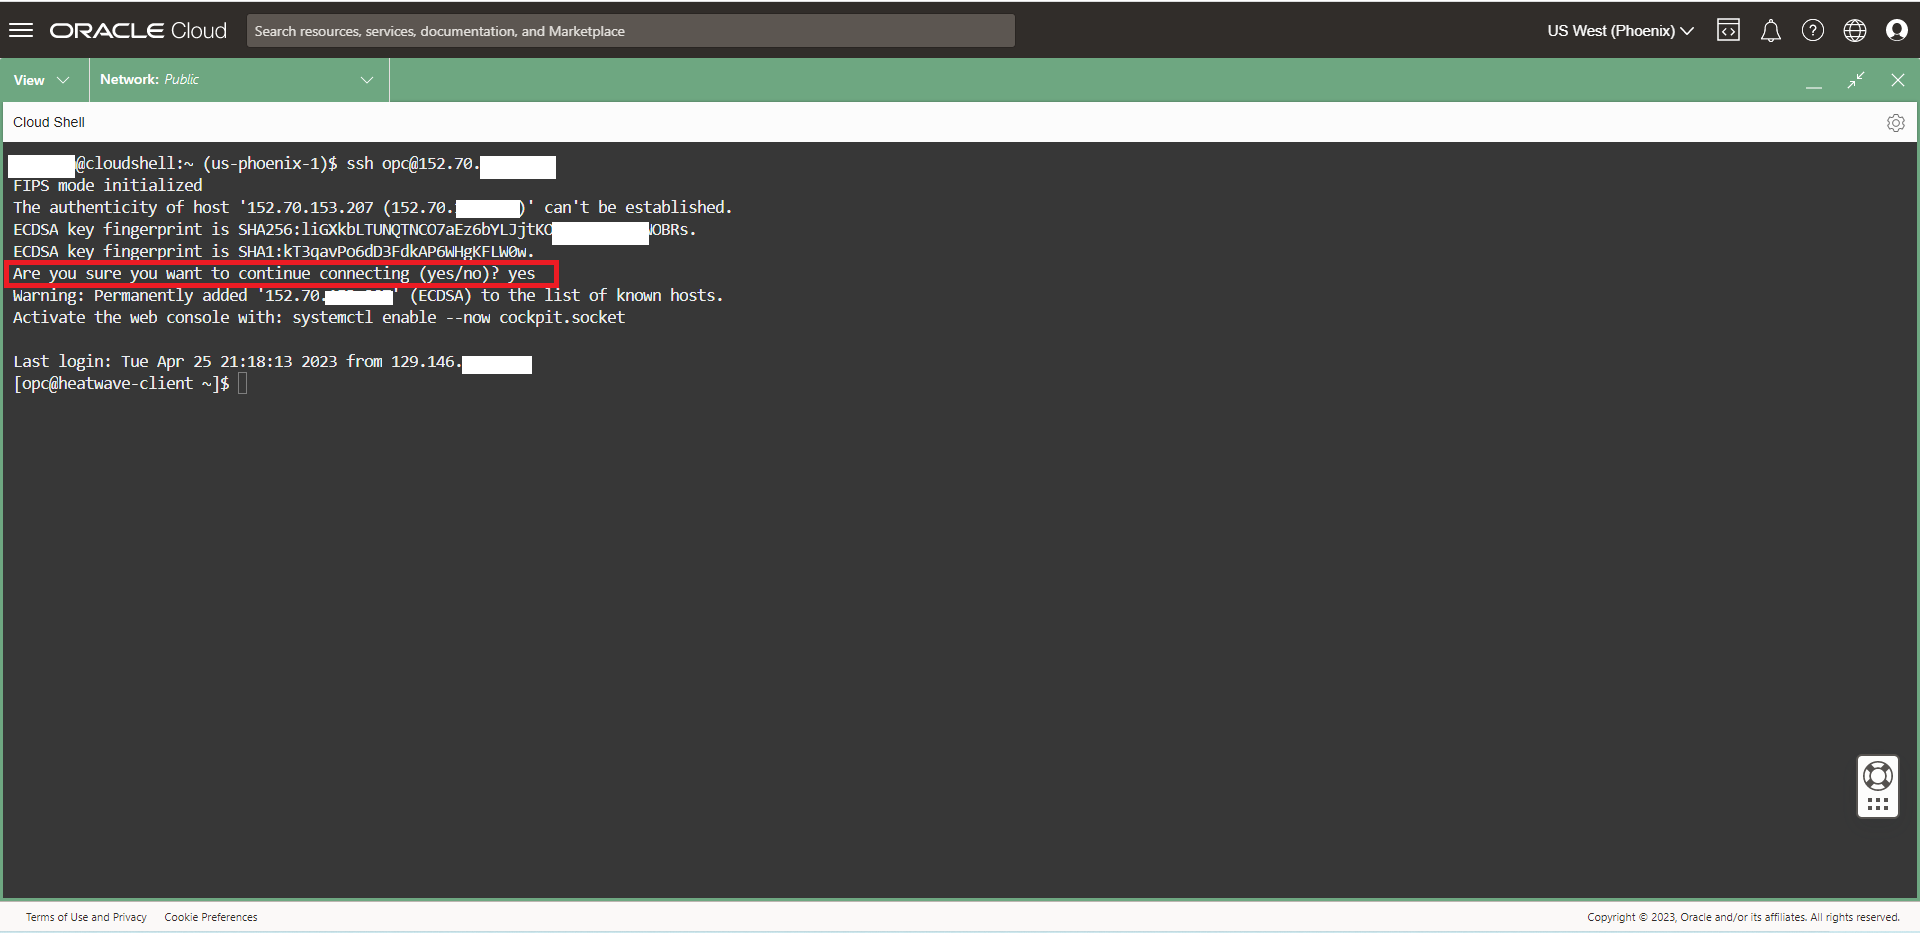 ORACLE Cloud
Search resources, services, documentation, and Marketplace
US West (Phoenix)
View
Network: Public
Cloud Shell
@cloudshell:~ (us-phoenix-1)$ ssh opc@152.70.
FIPS mode initialized
The authenticity of host '152.70.153.207 (152.70. )' can't be established.
ECDSA key fingerprint is SHA256:liGXkbLTUNQTNCO7aEz6bYLJjtKO OBRs.
ECDSA key fingerprint is SHA1:kT3qavPo6dD3FdkAP6WHgKFLW0w.
Are you sure you want to continue connecting (yes/no)? yes
Warning: Permanently added '152.70. ' (ECDSA) to the list of known hosts.
Activate the web console with: systemctl enable --now cockpit.socket
Last login: Tue Apr 25 21:18:13 2023 from 129.146.
[opc@heatwave-client ~]$
Terms of Use and Privacy
Cookie Preferences
Copyright © 2023, Oracle and/or its affiliates. All rights reserved.